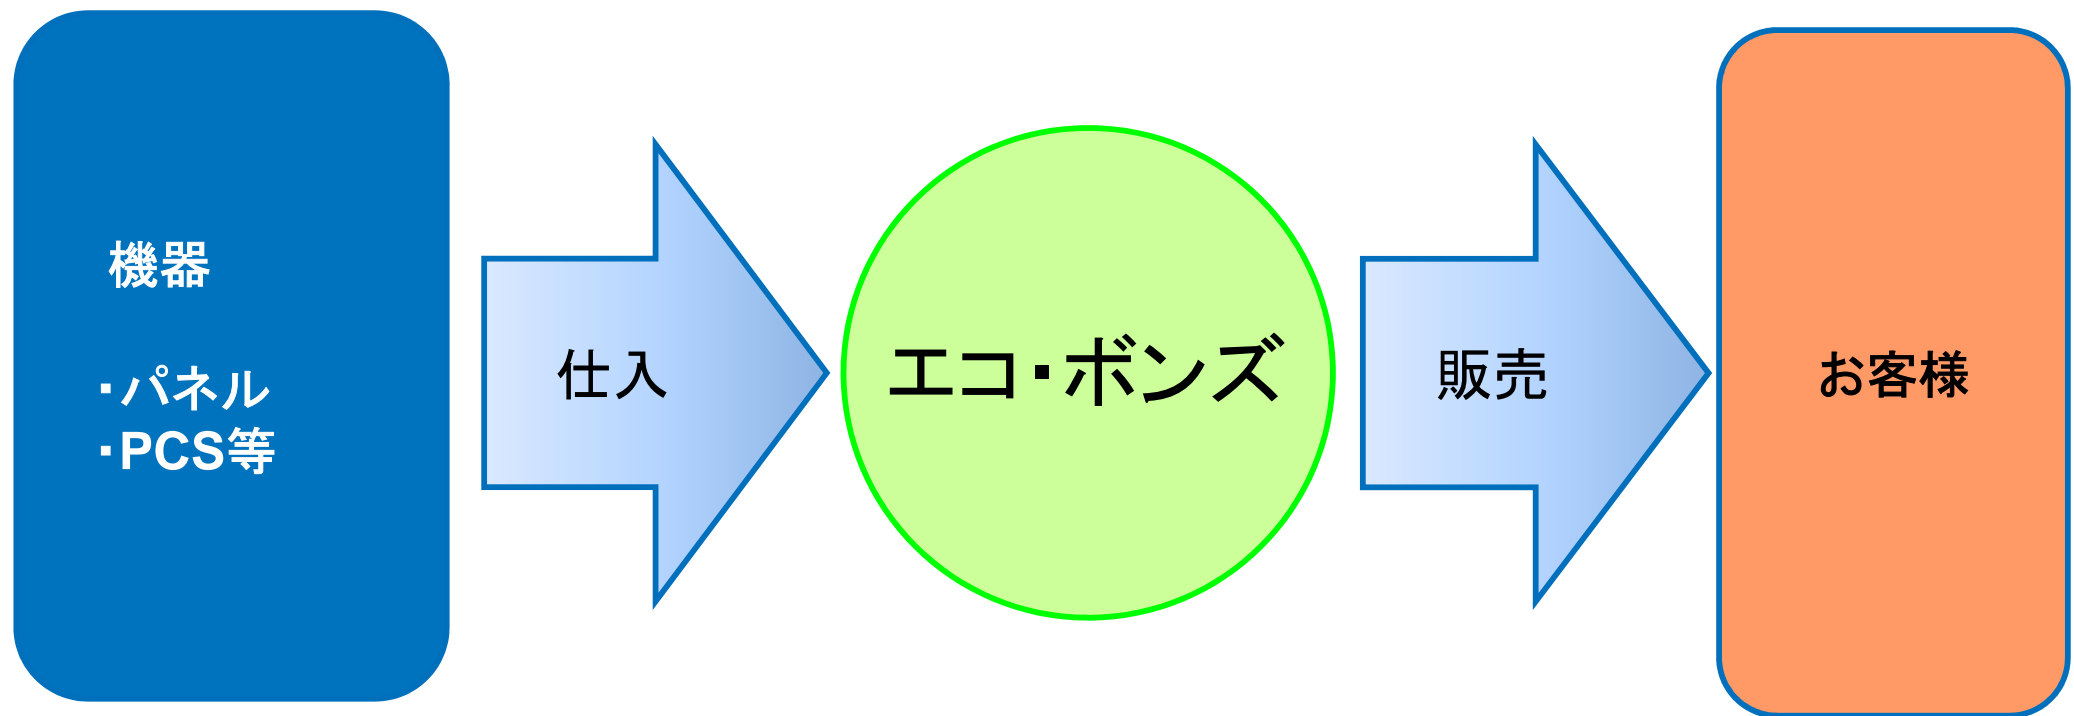 機器
・パネル
・PCS等
仕入
エコ・ボンズ
販売
お客様